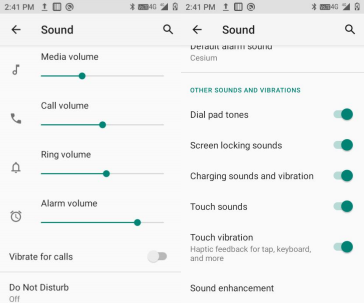 2:41 PM
4G
Sound
Media volume
Call volume
Ring volume
Alarm volume
Vibrate for calls
Do Not Disturb
Off
2:41 PM
4G
Sound
Default alarm sound
Cesium
OTHER SOUNDS AND VIBRATIONS
Dial pad tones
Screen locking sounds
Charging sounds and vibration
Touch sounds
Touch vibration
Haptic feedback for tap, keyboard,
and more
Sound enhancement